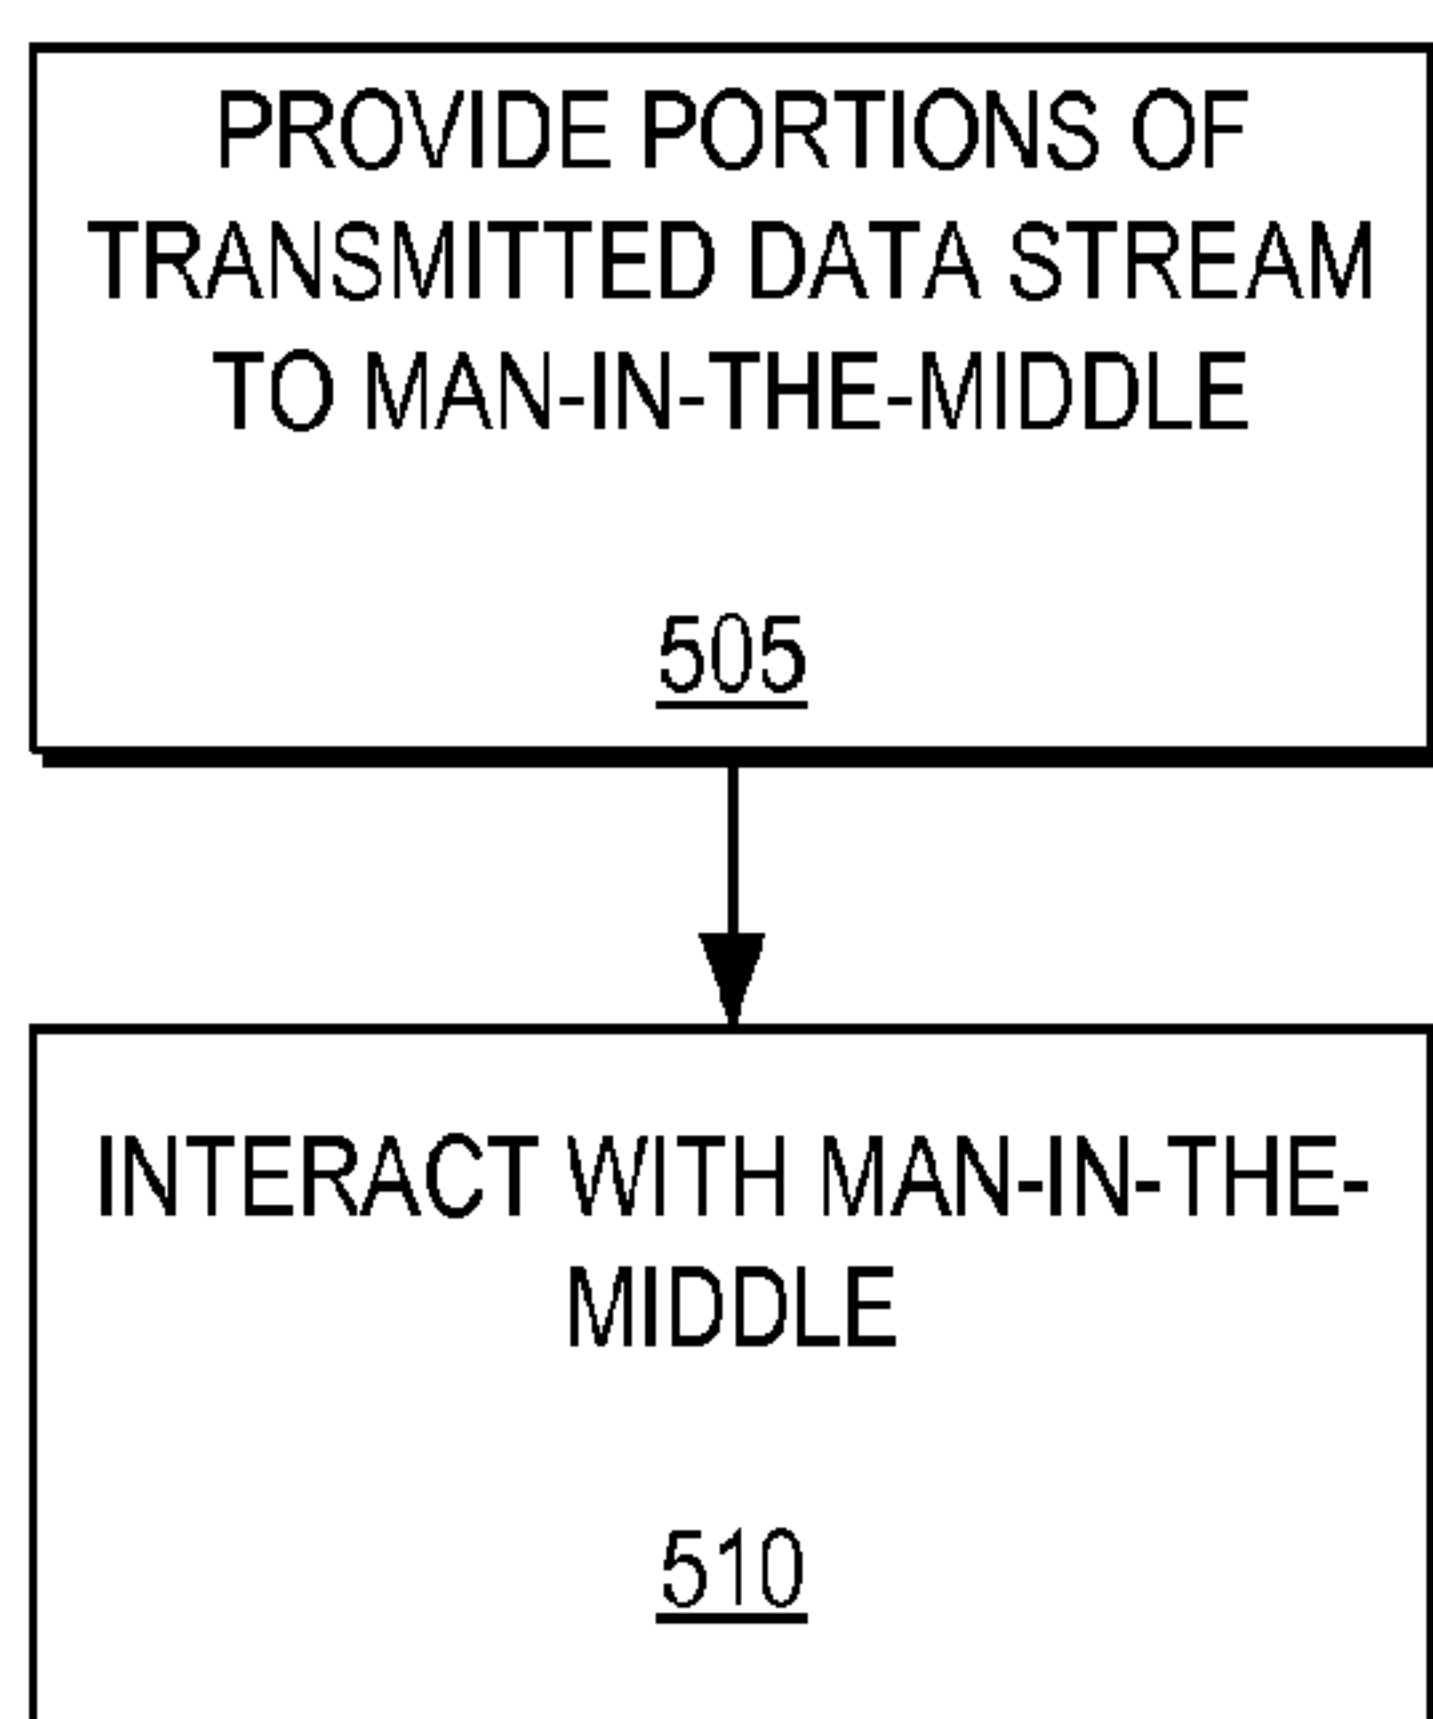 PROVIDE PORTIONS OF
TRANSMITTED DATA STREAM
TO MAN-IN-THE-MIDDLE
505
INTERACT WITH MAN-IN-THE-
MIDDLE
510